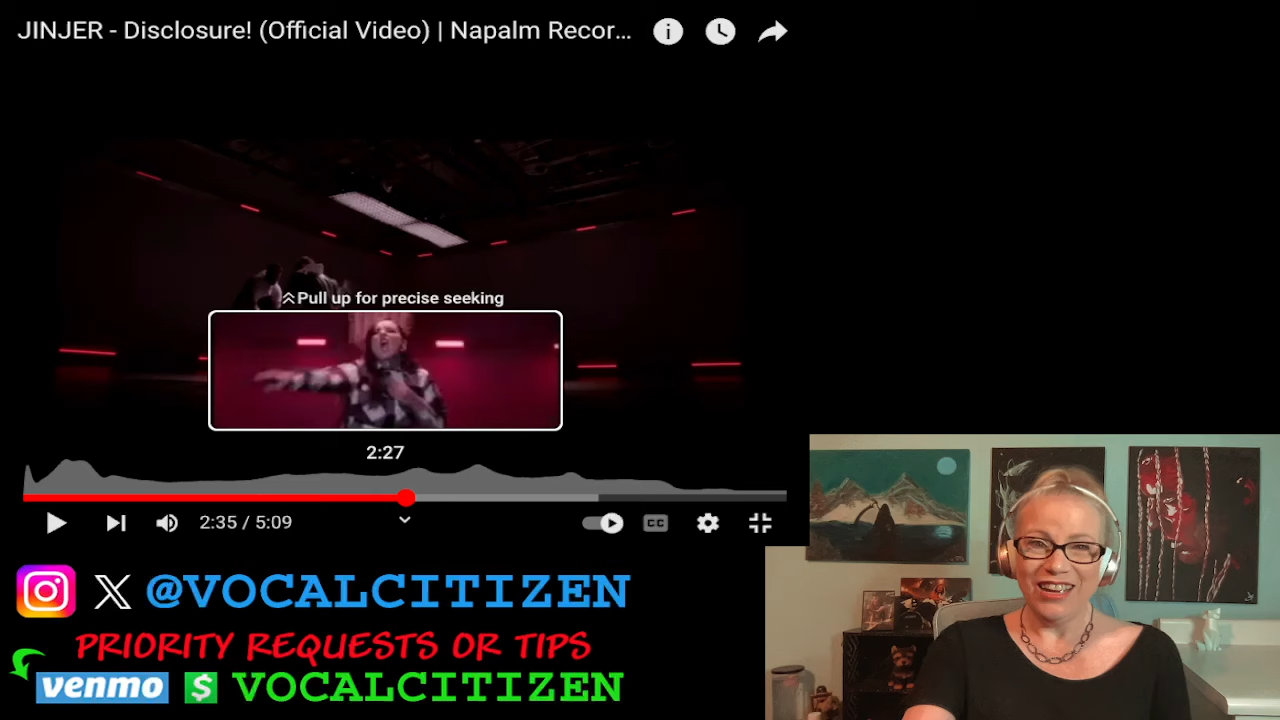 JINJER - Disclosure! (Official Video) | Napalm Recor...
Pull up for precise seeking
2:27
2:35 / 5:09
CC
@VOCALCITIZEN
PRIORITY REQUESTS OR TIPS
venmo $ VOCALCITIZEN